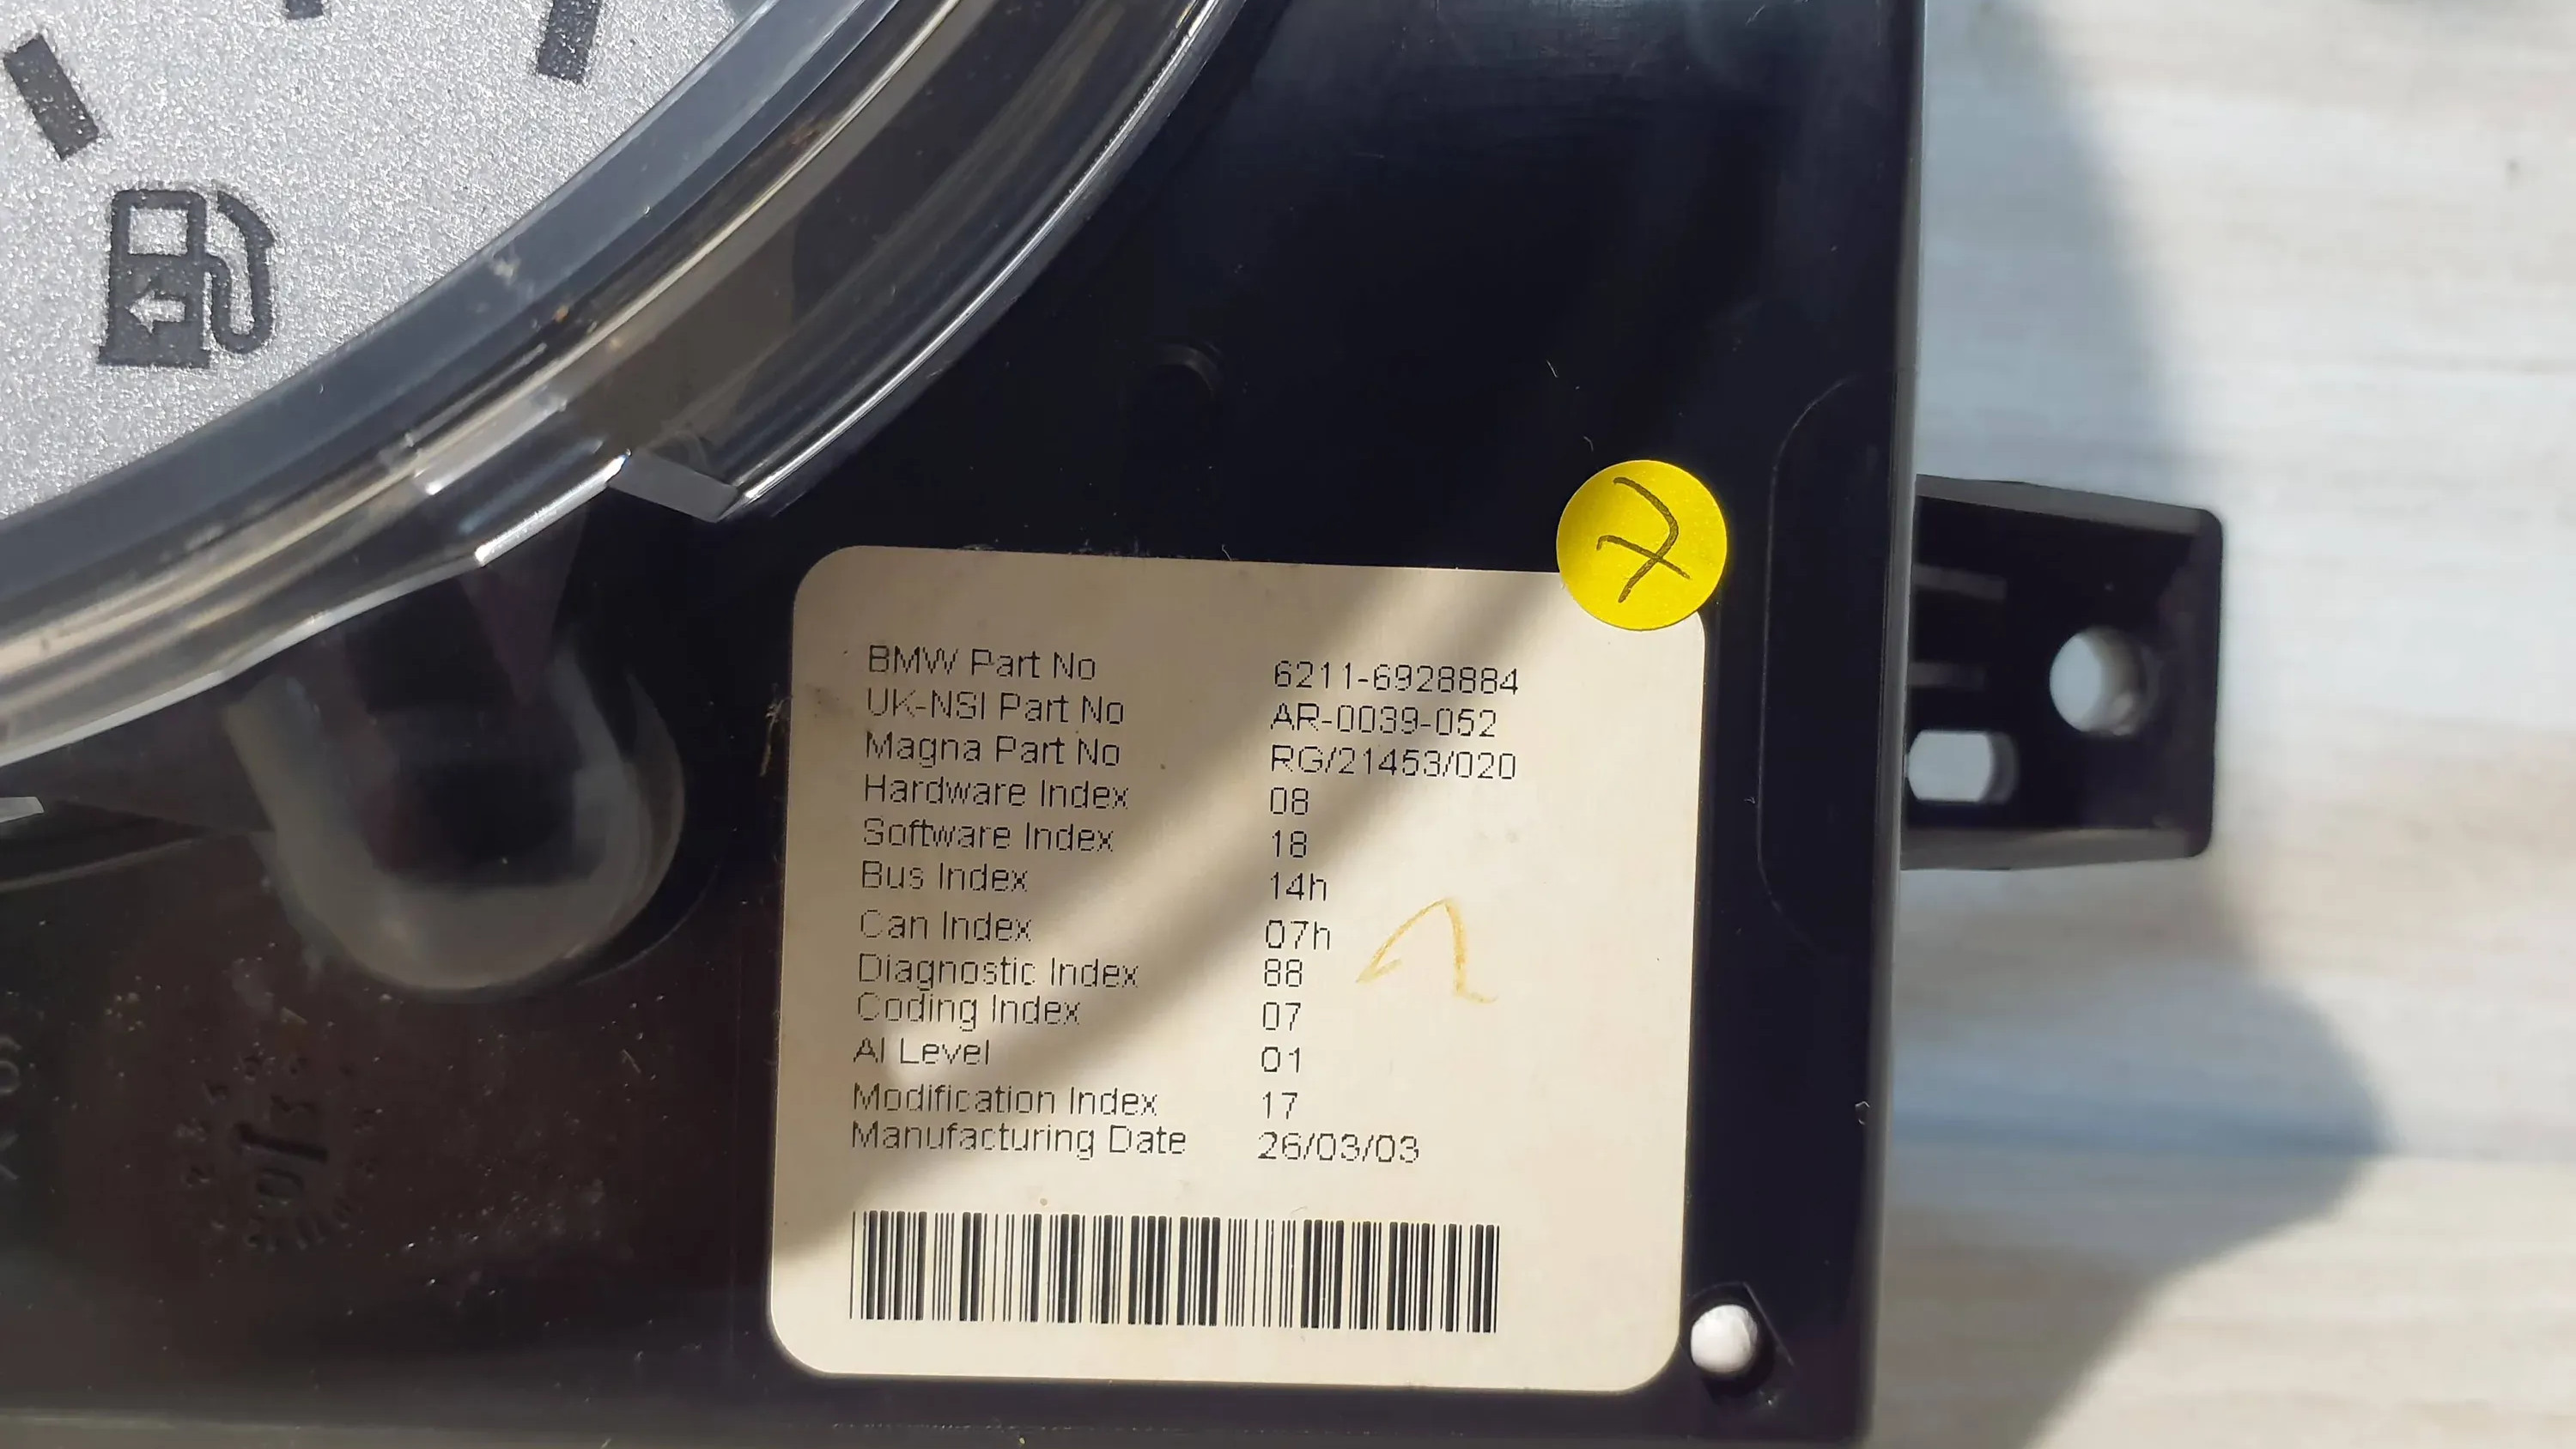 7
BMW Part No 6211-6928884
UK-NSI Part No AR-0039-052
Magna Part No RG/21453/020
Hardware Index 08
Software Index 18
Bus Index 14h
Can Index 07h
Diagnostic Index 88
Coding Index 07
AI Level 01
Modification Index 17
Manufacturing Date 26/03/03